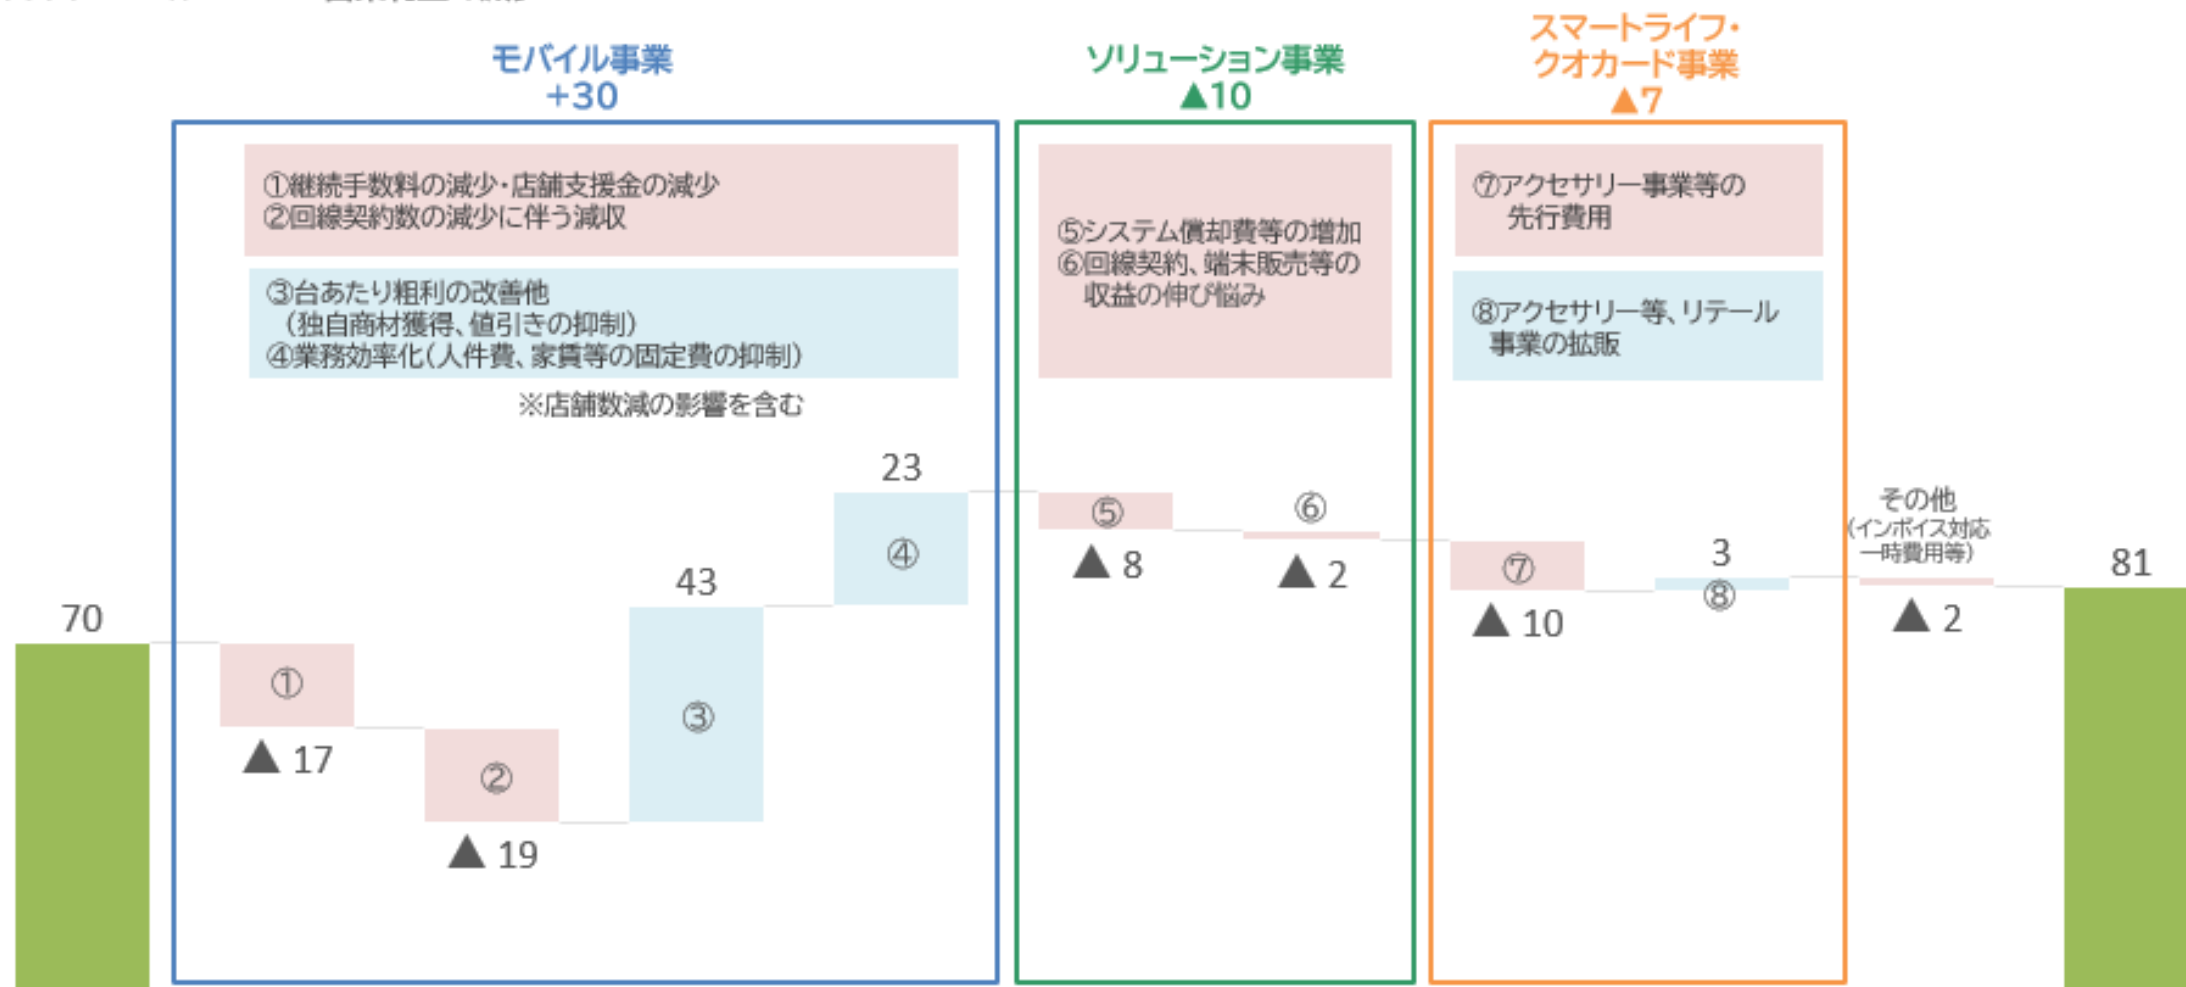 モバイル事業
+30
①継続手数料の減少・店舗支援金の減少
②回線契約数の減少に伴う減収
③台あたり粗利の改善他
（独自商材獲得、値引きの抑制）
④業務効率化（人件費、家賃等の固定費の抑制）
※店舗数減の影響を含む
ソリューション事業
▲10
⑤システム償却費等の増加
⑥回線契約、端末販売等の
収益の伸び悩み
スマートライフ・
クオカード事業
▲7
⑦アクセサリー事業等の
先行費用
⑧アクセサリー等、リテール
事業の拡販
70
①
▲ 17
②
▲ 19
43
③
23
④
⑤
▲ 8
⑥
▲ 2
⑦
▲ 10
3
⑧
その他
（インボイス対応
一時費用等）
▲ 2
81